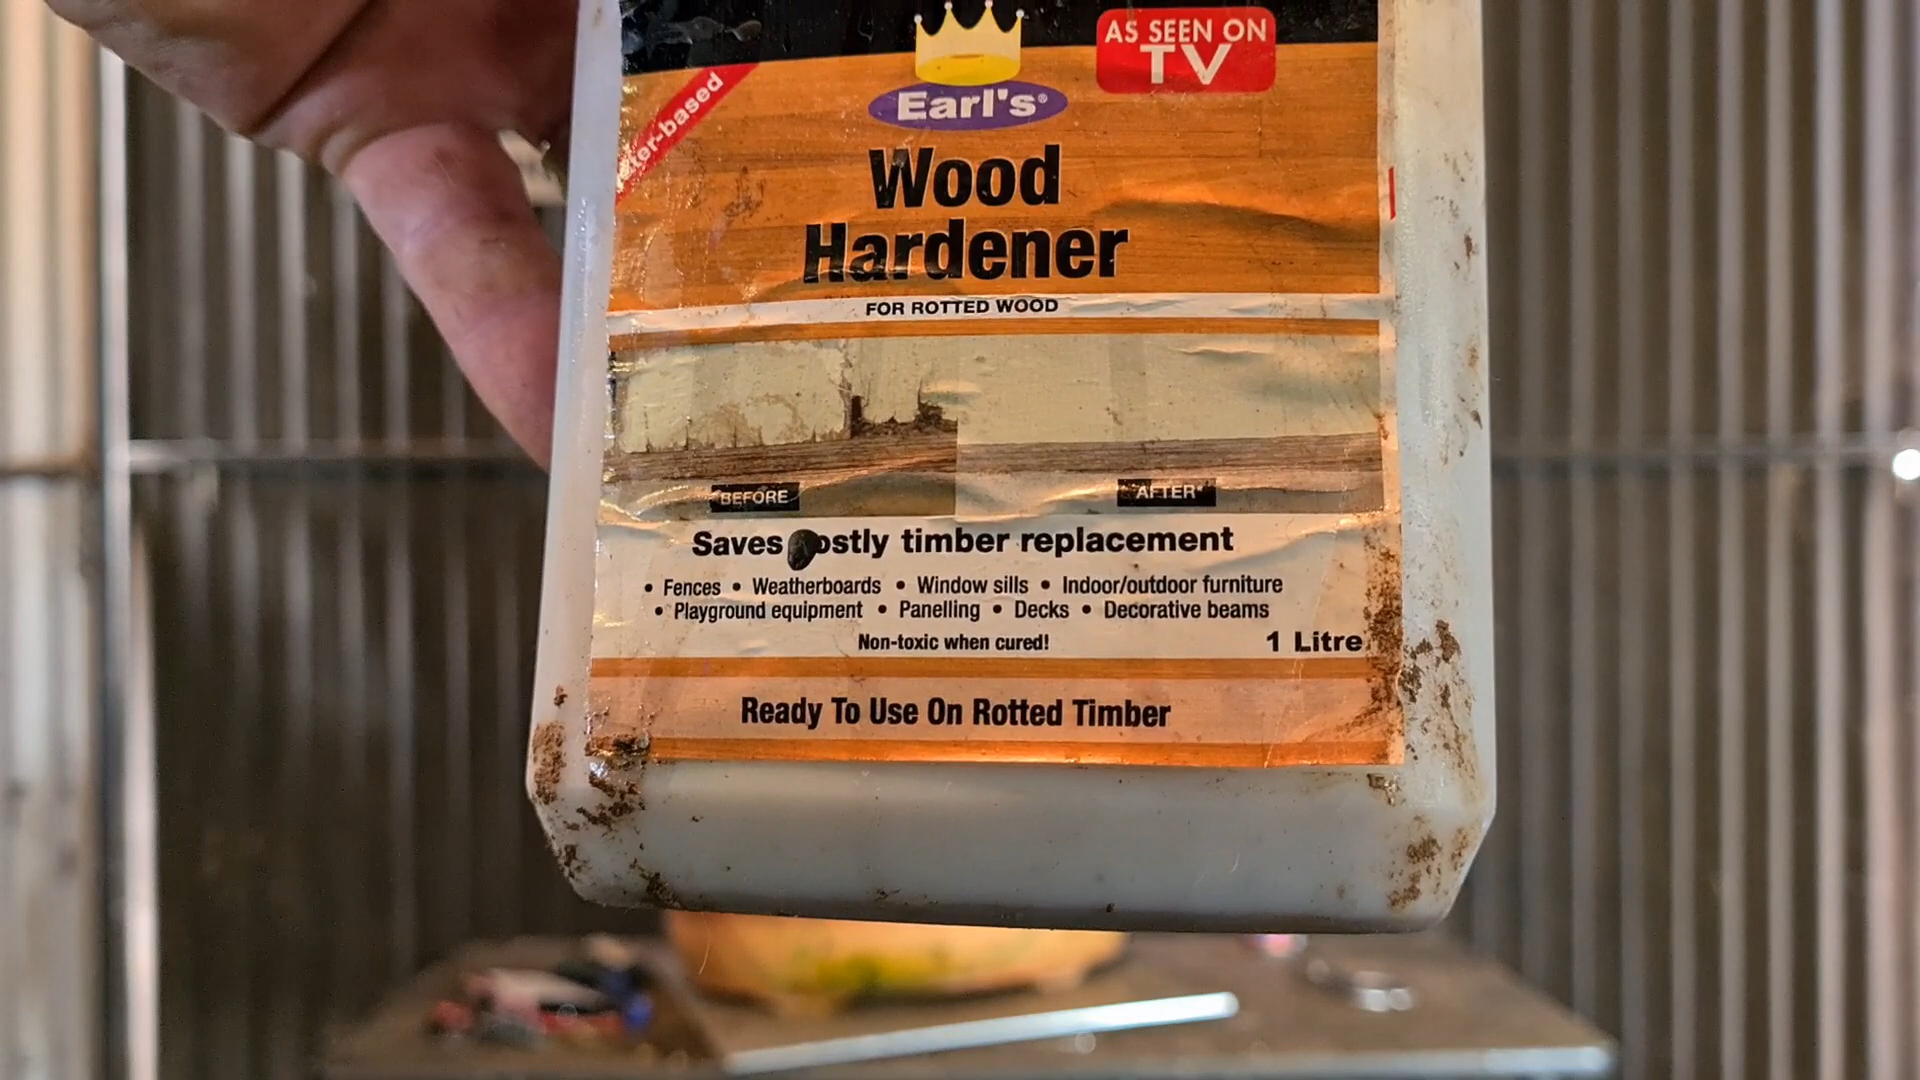 AS SEEN ON
TV
Earl's®
Wood
Hardener
FOR ROTTED WOOD
BEFORE
AFTER*
Saves ostly timber replacement
• Fences • Weatherboards • Window sills • Indoor/outdoor furniture
• Playground equipment • Panelling • Decks • Decorative beams
Non-toxic when cured!
1 Litre
Ready To Use On Rotted Timber